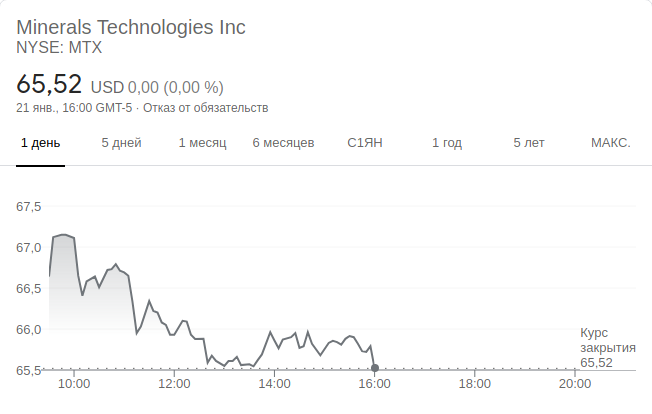 Minerals Technologies Inc
NYSE: MTX
65,52 USD 0,00 (0,00 %)
21 янв., 16:00 GMT-5 · Отказ от обязательств
1 день 5 дней 1 месяц 6 месяцев С1ЯН 1 год 5 лет МАКС.
67,5
67,0
66,5
66,0
Курс
закрытия
65,52
65,5
10:00 12:00 14:00 16:00 18:00 20:00